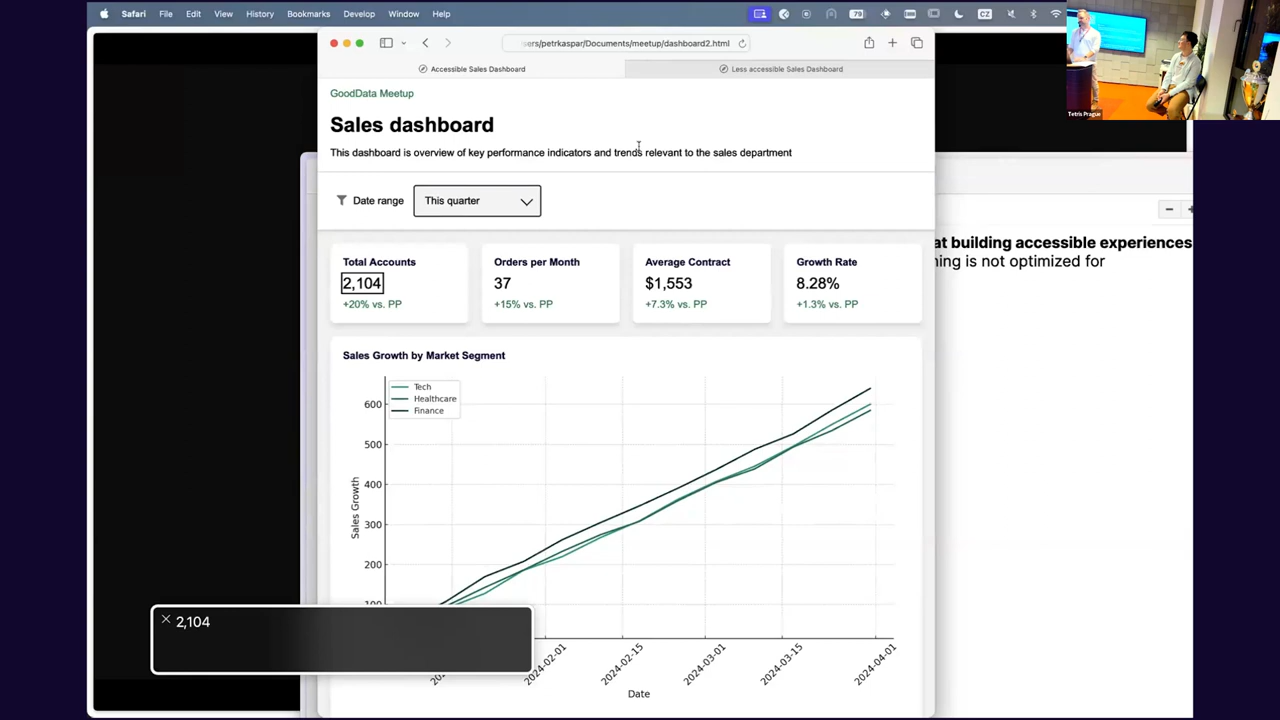 Safari File Edit View History Bookmarks Develop Window Help 79 CZ
ers/petrkaspar/Documents/meetup/dashboard2.html
Accessible Sales Dashboard
Less accessible Sales Dashboard
Tetris Prague
GoodData Meetup
Sales dashboard
This dashboard is overview of key performance indicators and trends relevant to the sales department
Date range
This quarter
at building accessible experiences
ning is not optimized for
Total Accounts
2,104
+20% vs. PP
Orders per Month
37
+15% vs. PP
Average Contract
$1,553
+7.3% vs. PP
Growth Rate
8.28%
+1.3% vs. PP
Sales Growth by Market Segment
Tech
Healthcare
Finance
600
500
400
300
200
100
Sales Growth
2024-02-01
2024-02-15
2024-03-01
2024-03-15
2024-04-01
Date
2,104